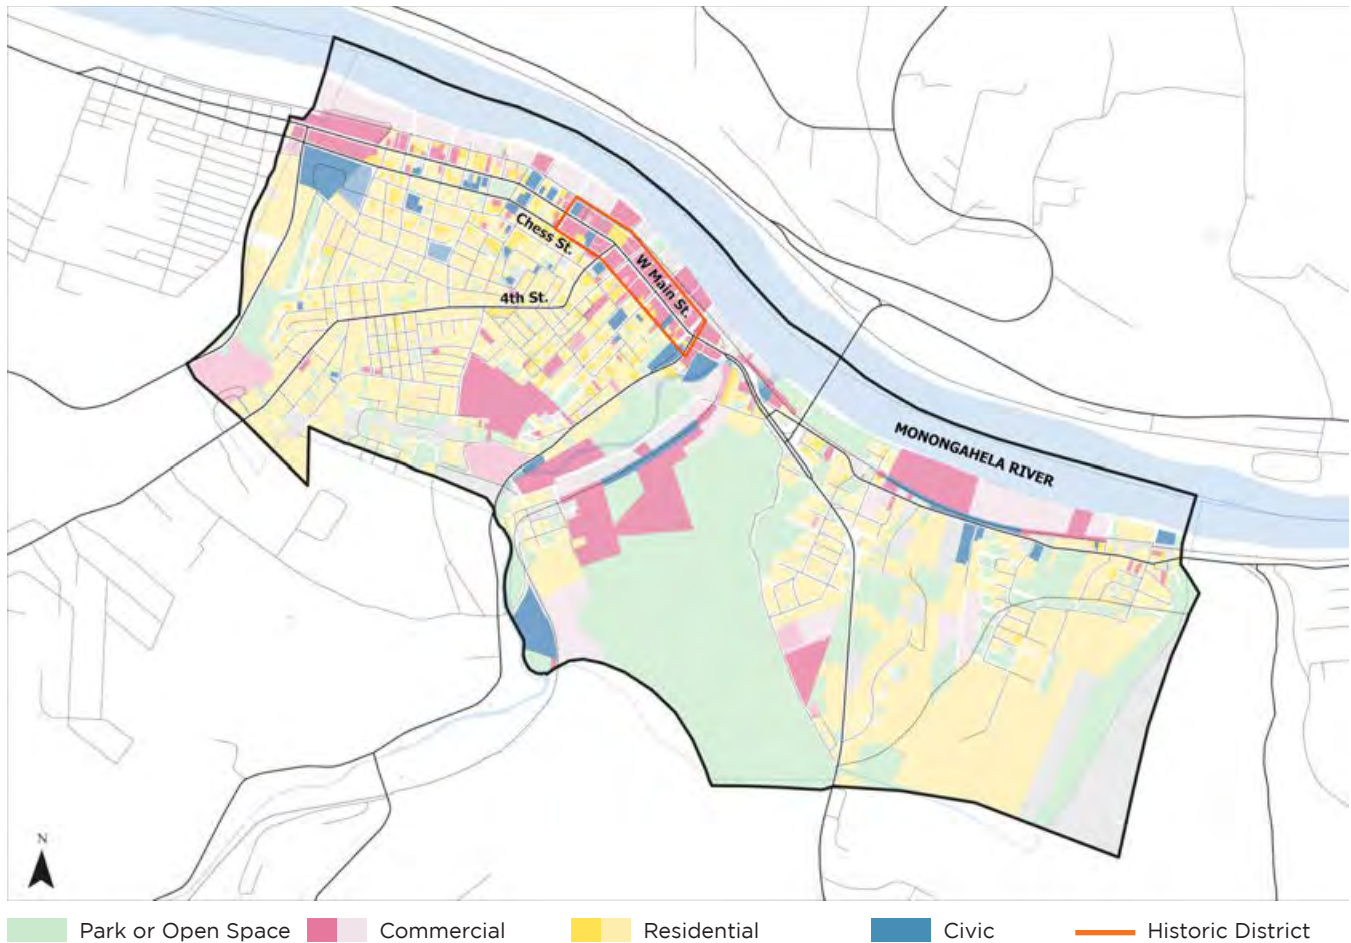 Chess St.
W Main St.
4th St.
MONONGAHELA RIVER
N
Park or Open Space Commercial Residential Civic Historic District